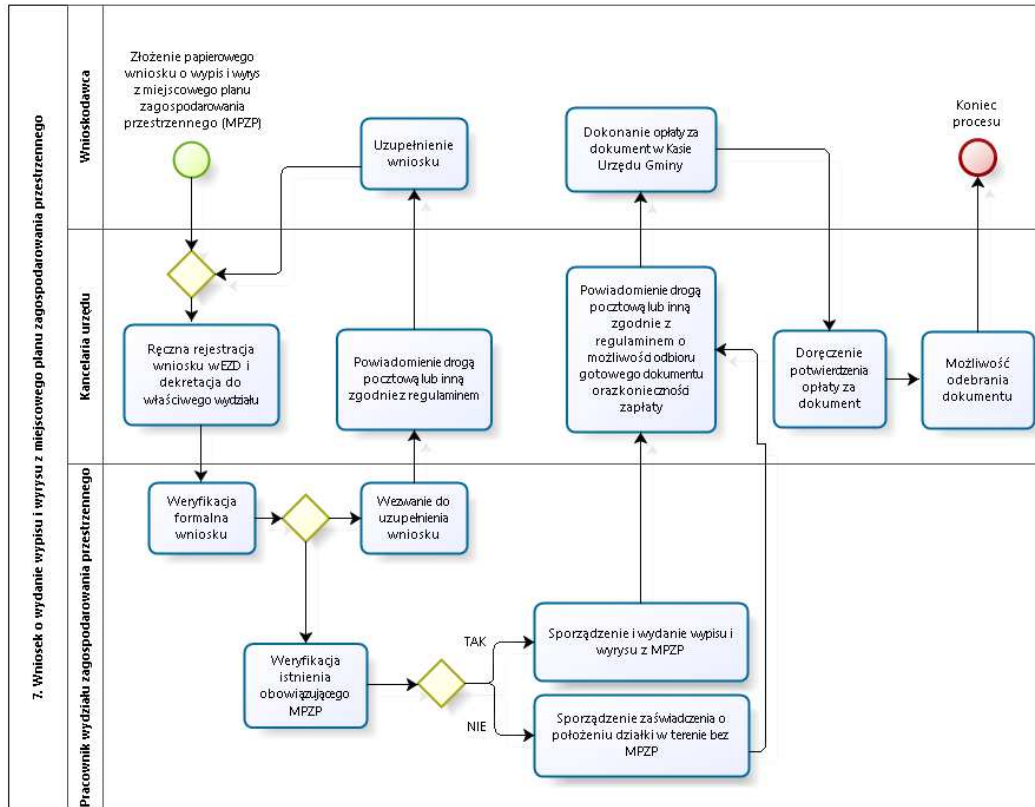 7. Wniosek o wydanie wypisu i wyrysu z miejscowego planu zagospodarowania przestrzennego
Wnioskodawca
Złożenie papierowego
wniosku o wypis i wyrys
z miejscowego planu
zagospodarowania
przestrzennego (MPZP)
Uzupełnienie
wniosku
Dokonanie opłaty za
dokument w Kasie
Urzędu Gminy
Koniec
procesu
Kancelaria urzędu
Ręczna rejestracja
wniosku w EZD i
dekretacja do
właściwego wydziału
Powiadomienie drogą
pocztową lub inną
zgodnie z regulaminem
Powiadomienie drogą
pocztową lub inną
zgodnie z
regulaminem o
możliwości odbioru
gotowego dokumentu
oraz konieczności
zapłaty
Doręczenie
potwierdzenia
opłaty za
dokument
Możliwość
odebrania
dokumentu
Pracownik wydziału zagospodarowania przestrzennego
Weryfikacja
formalna
wniosku
Wezwanie do
uzupełnienia
wniosku
Weryfikacja
istnienia
obowiązującego
MPZP
TAK
Sporządzenie i wydanie wypisu i
wyrysu z MPZP
NIE
Sporządzenie zaświadczenia o
położeniu działki w terenie bez
MPZP